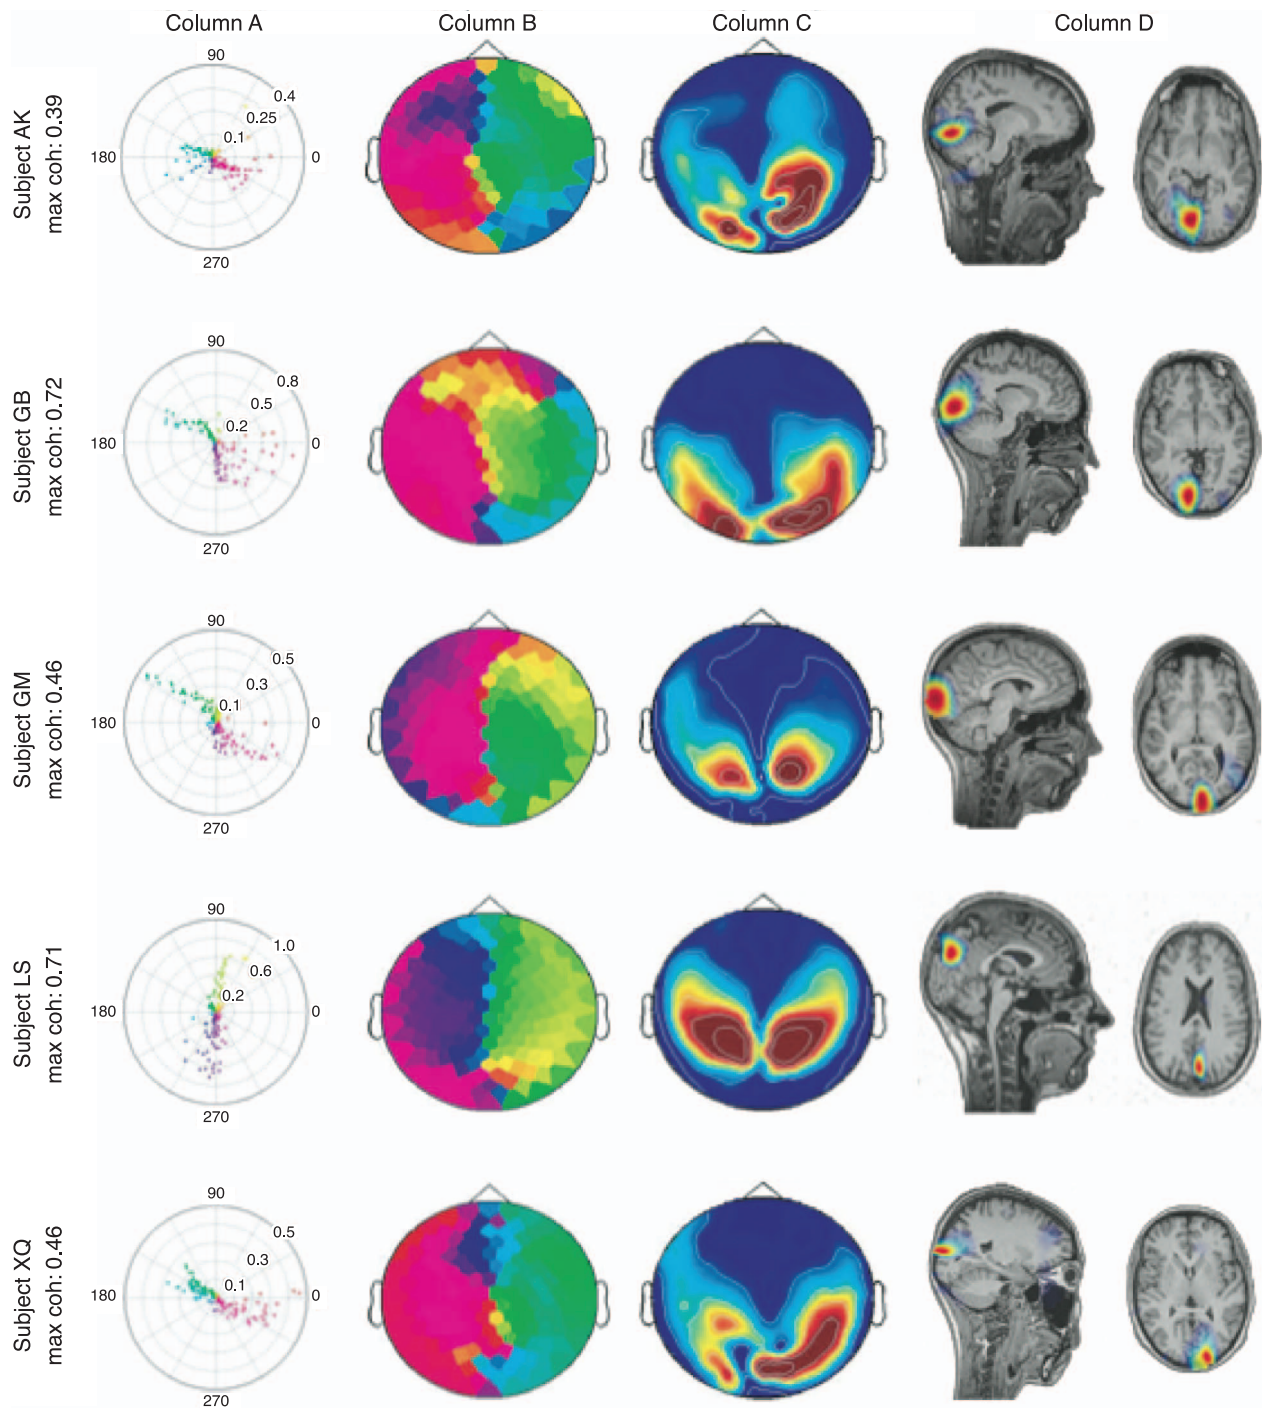 Column A Column B Column C Column D
Subject AK
max coh: 0.39
90
0.4
0.25
0.1
180 0
270
Subject GB
max coh: 0.72
90
0.8
0.5
0.2
180 0
270
Subject GM
max coh: 0.46
90
0.5
0.3
0.1
180 0
270
Subject LS
max coh: 0.71
90
1.0
0.6
0.2
180 0
270
Subject XQ
max coh: 0.46
90
0.5
0.3
0.1
180 0
270